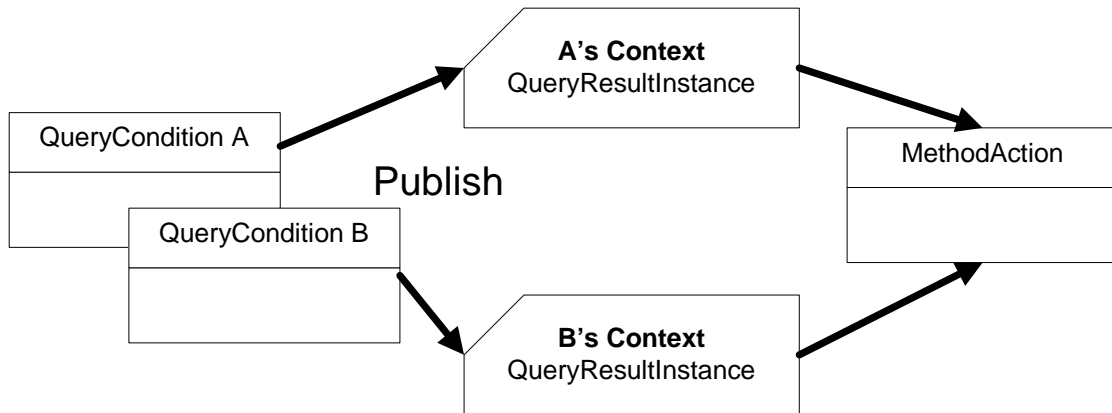 A’s Context
QueryResultInstance
QueryCondition A
MethodAction
Publish
QueryCondition B
B’s Context
QueryResultInstance